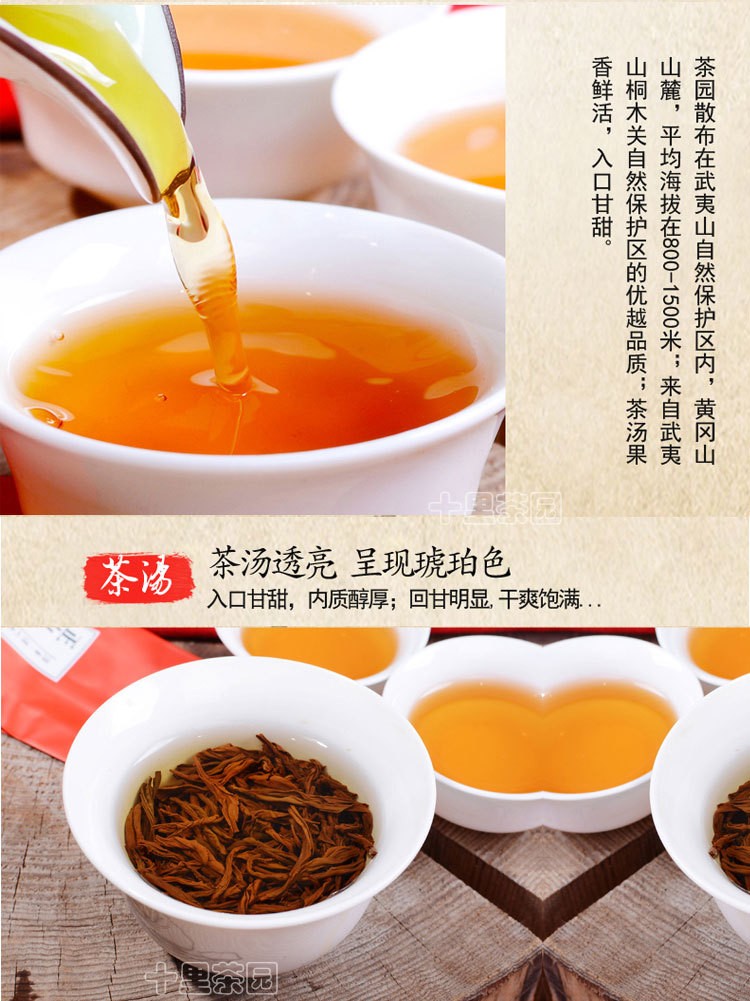 茶园散布在武夷山自然保护区内，黄冈山
山麓，平均海拔在800-1500米；来自武夷
山桐木关自然保护区的优越品质；茶汤果
香鲜活，入口甘甜。
十里茶园
茶汤
茶汤透亮 呈现琥珀色
入口甘甜，内质醇厚；回甘明显,干爽饱满...
十里茶园